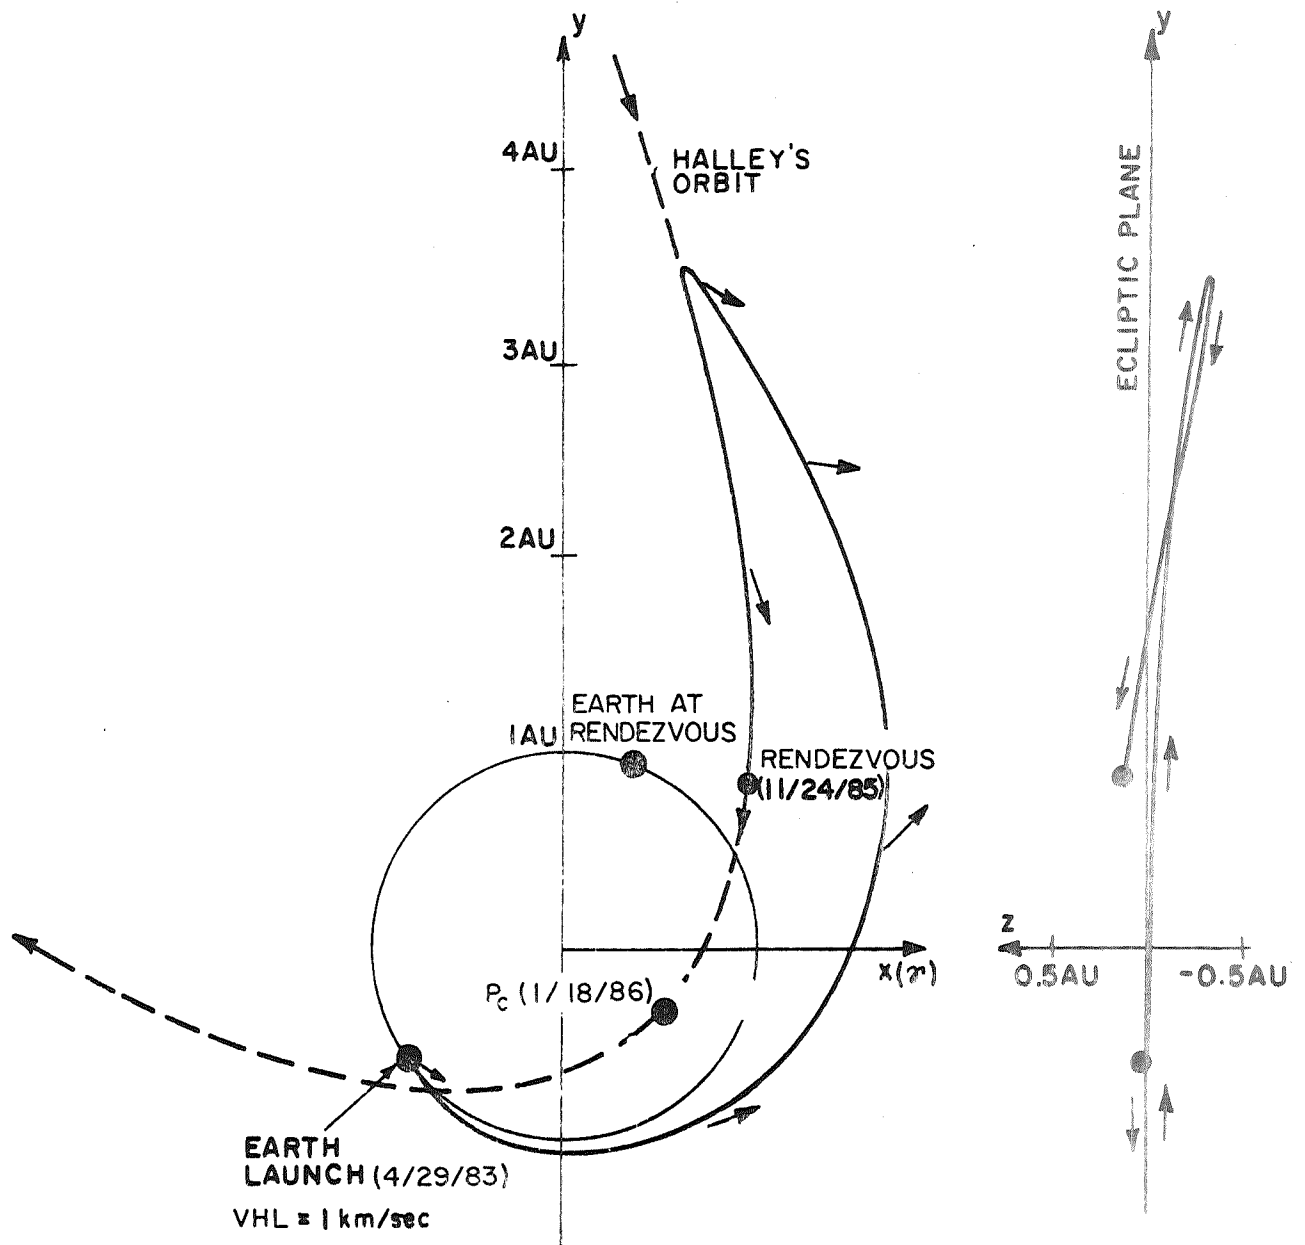 y
4AU
HALLEY'S
ORBIT
3AU
2AU
EARTH AT
RENDEZVOUS
1AU
RENDEZVOUS
(11/24/85)
x(♈)
Pc (1/18/86)
EARTH
LAUNCH (4/29/83)
VHL = 1 km/sec
y
ECLIPTIC PLANE
z
0.5AU
-0.5AU